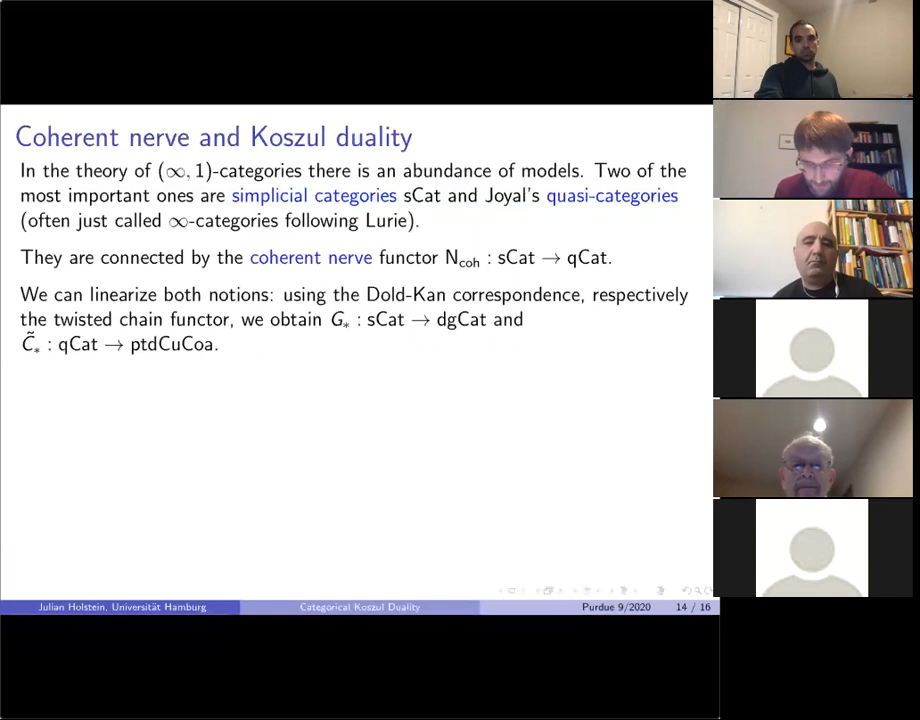 Coherent nerve and Koszul duality
In the theory of (∞, 1)-categories there is an abundance of models. Two of the
most important ones are simplicial categories sCat and Joyal's quasi-categories
(often just called ∞-categories following Lurie).
They are connected by the coherent nerve functor N_coh : sCat → qCat.
We can linearize both notions: using the Dold-Kan correspondence, respectively
the twisted chain functor, we obtain G_* : sCat → dgCat and
C̃_* : qCat → ptdCuCoa.
Julian Holstein, Universität Hamburg
Categorical Koszul Duality
Purdue 9/2020
14 / 16